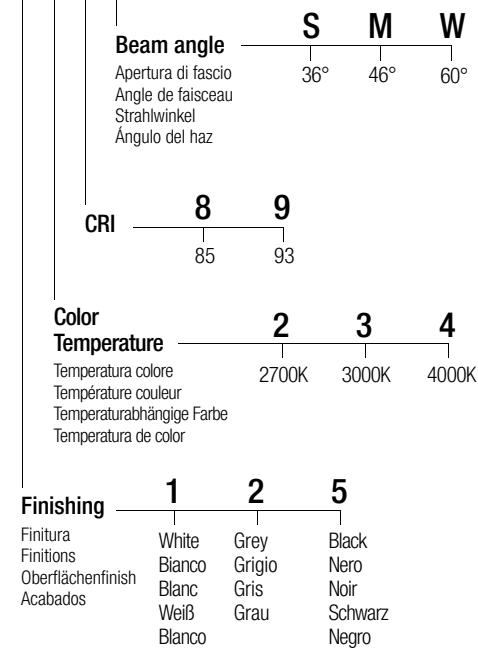 S M W
Beam angle
Apertura di fascio 36° 46° 60°
Angle de faisceau
Strahlwinkel
Ángulo del haz
8 9
CRI
85 93
Color
Temperature
2 3 4
Temperatura colore 2700K 3000K 4000K
Température couleur
Temperaturabhängige Farbe
Temperatura de color
1 2 5
Finishing
Finitura White Grey Black
Finitions Bianco Grigio Nero
Oberflächenfinish Blanc Gris Noir
Acabados Weiß Grau Schwarz
Blanco Negro